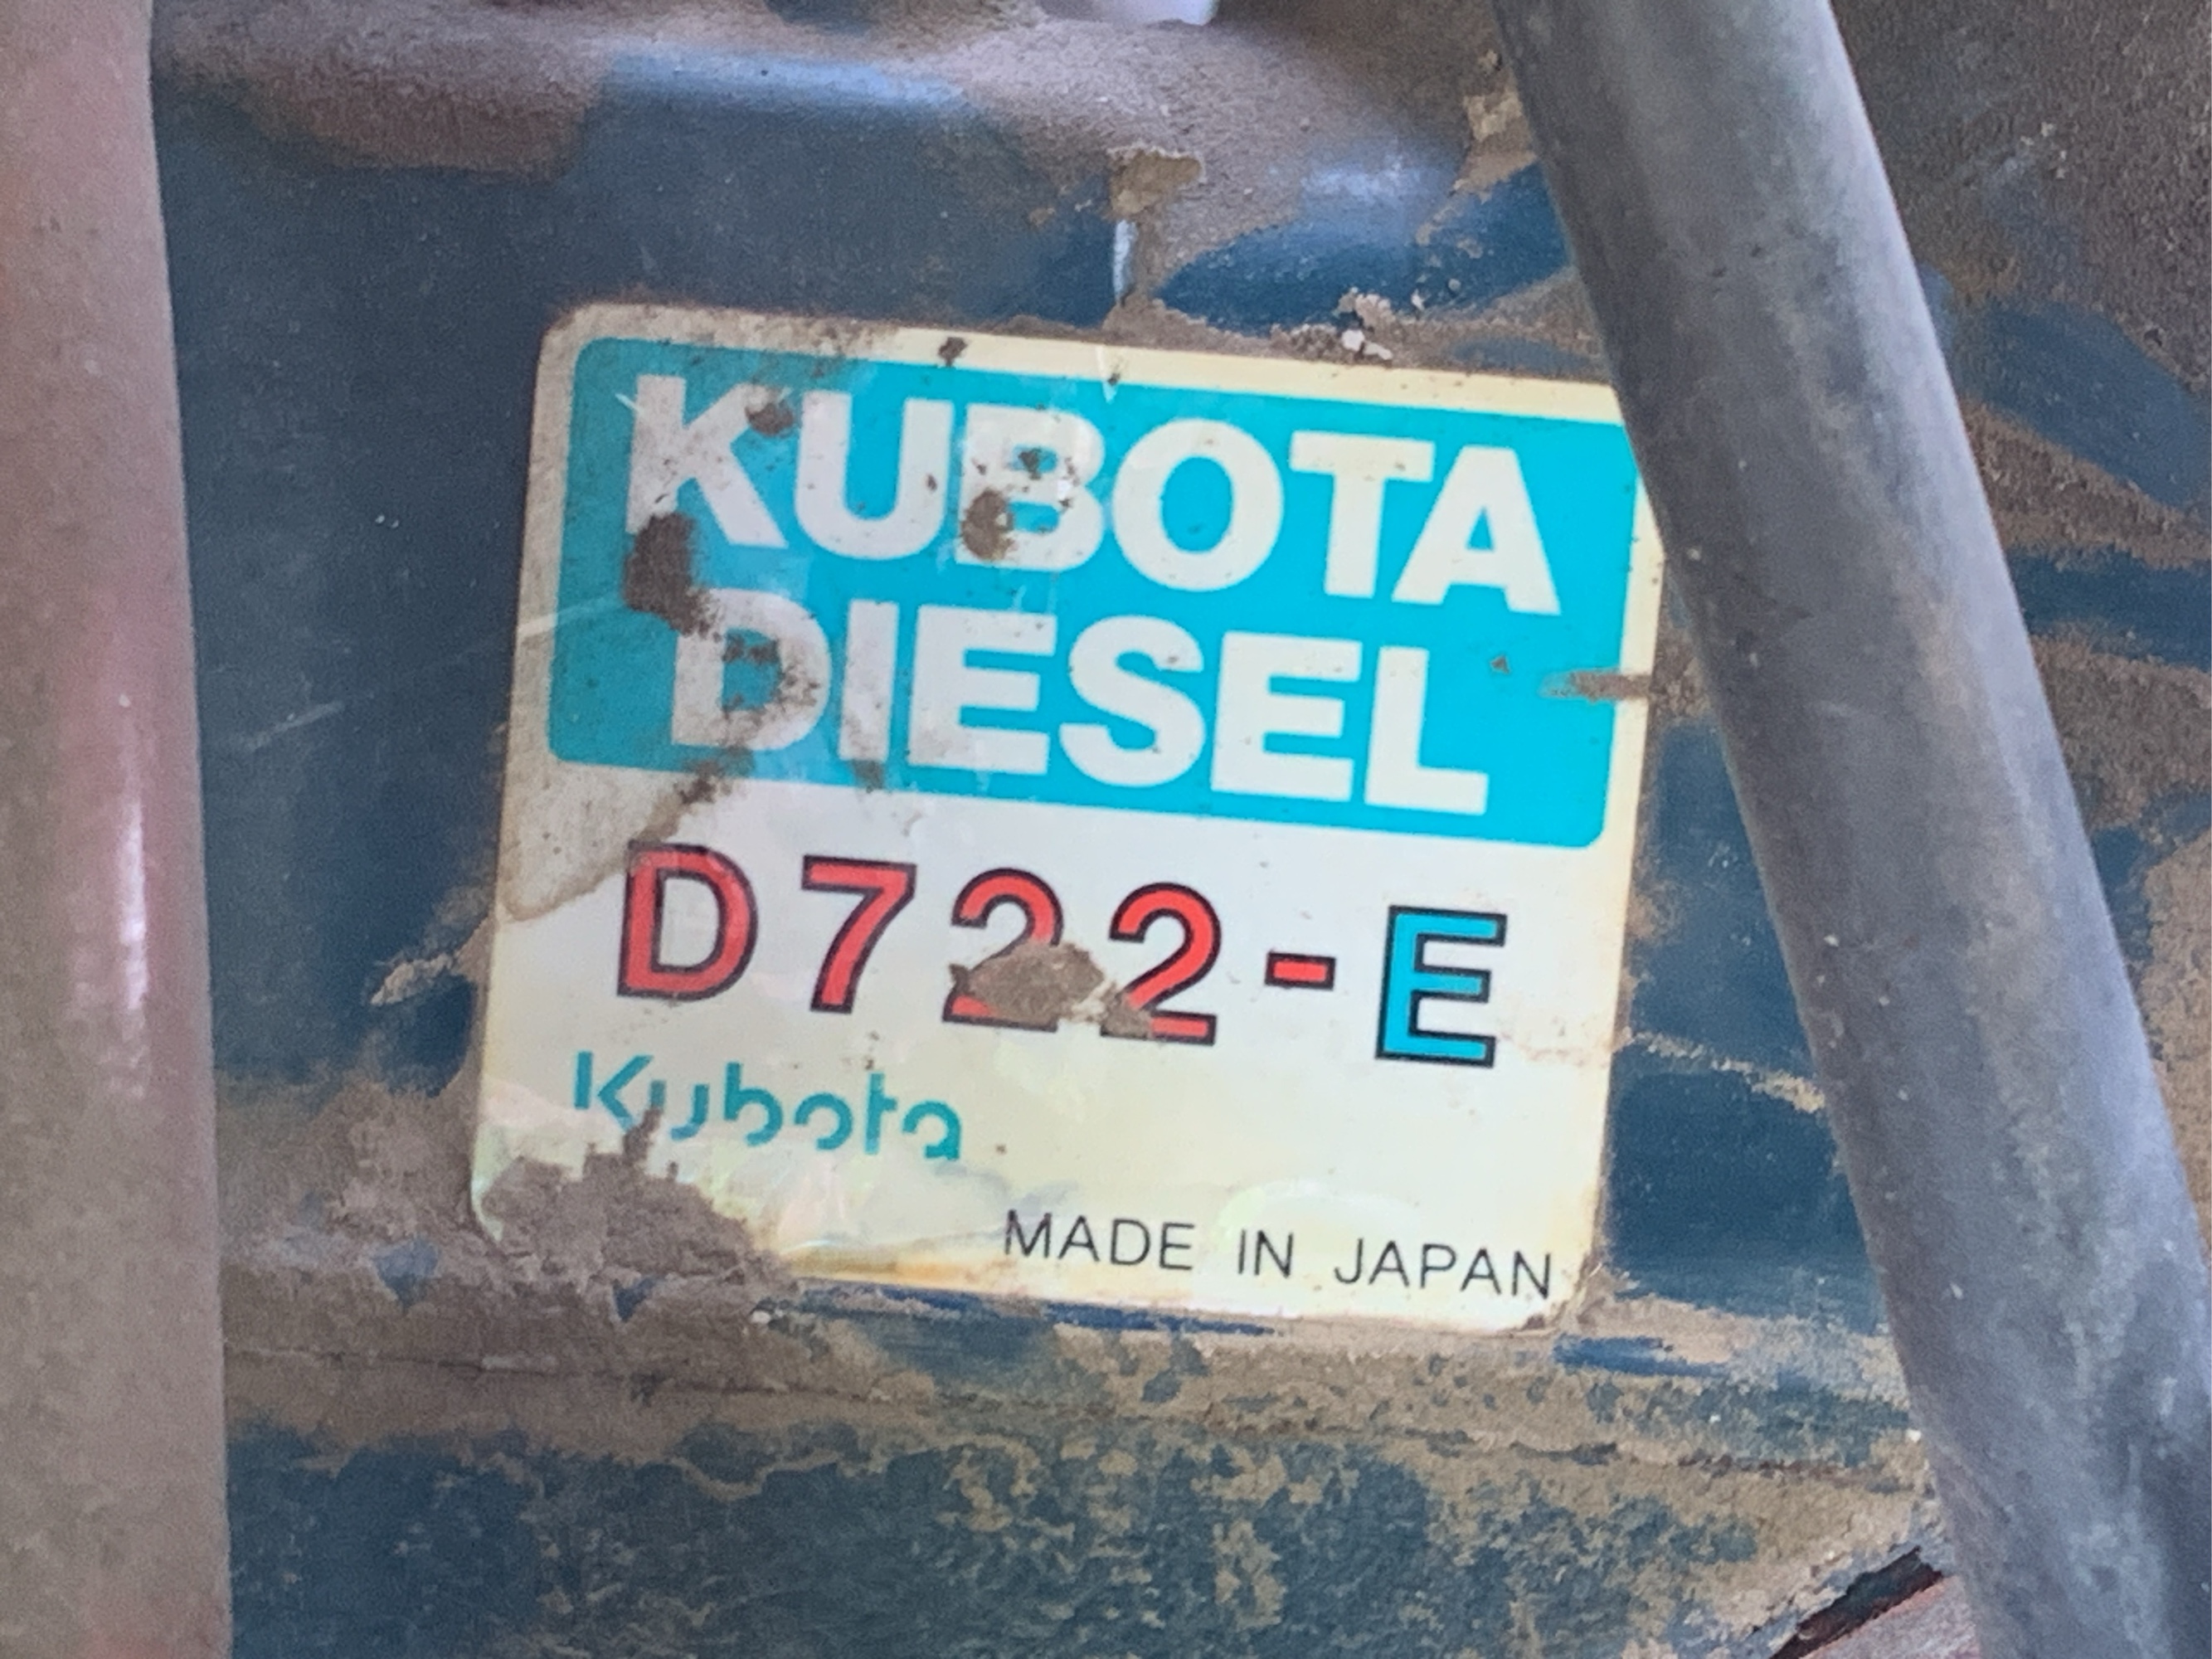 KUBOTA
DIESEL
D722-E
Kubota
MADE IN JAPAN